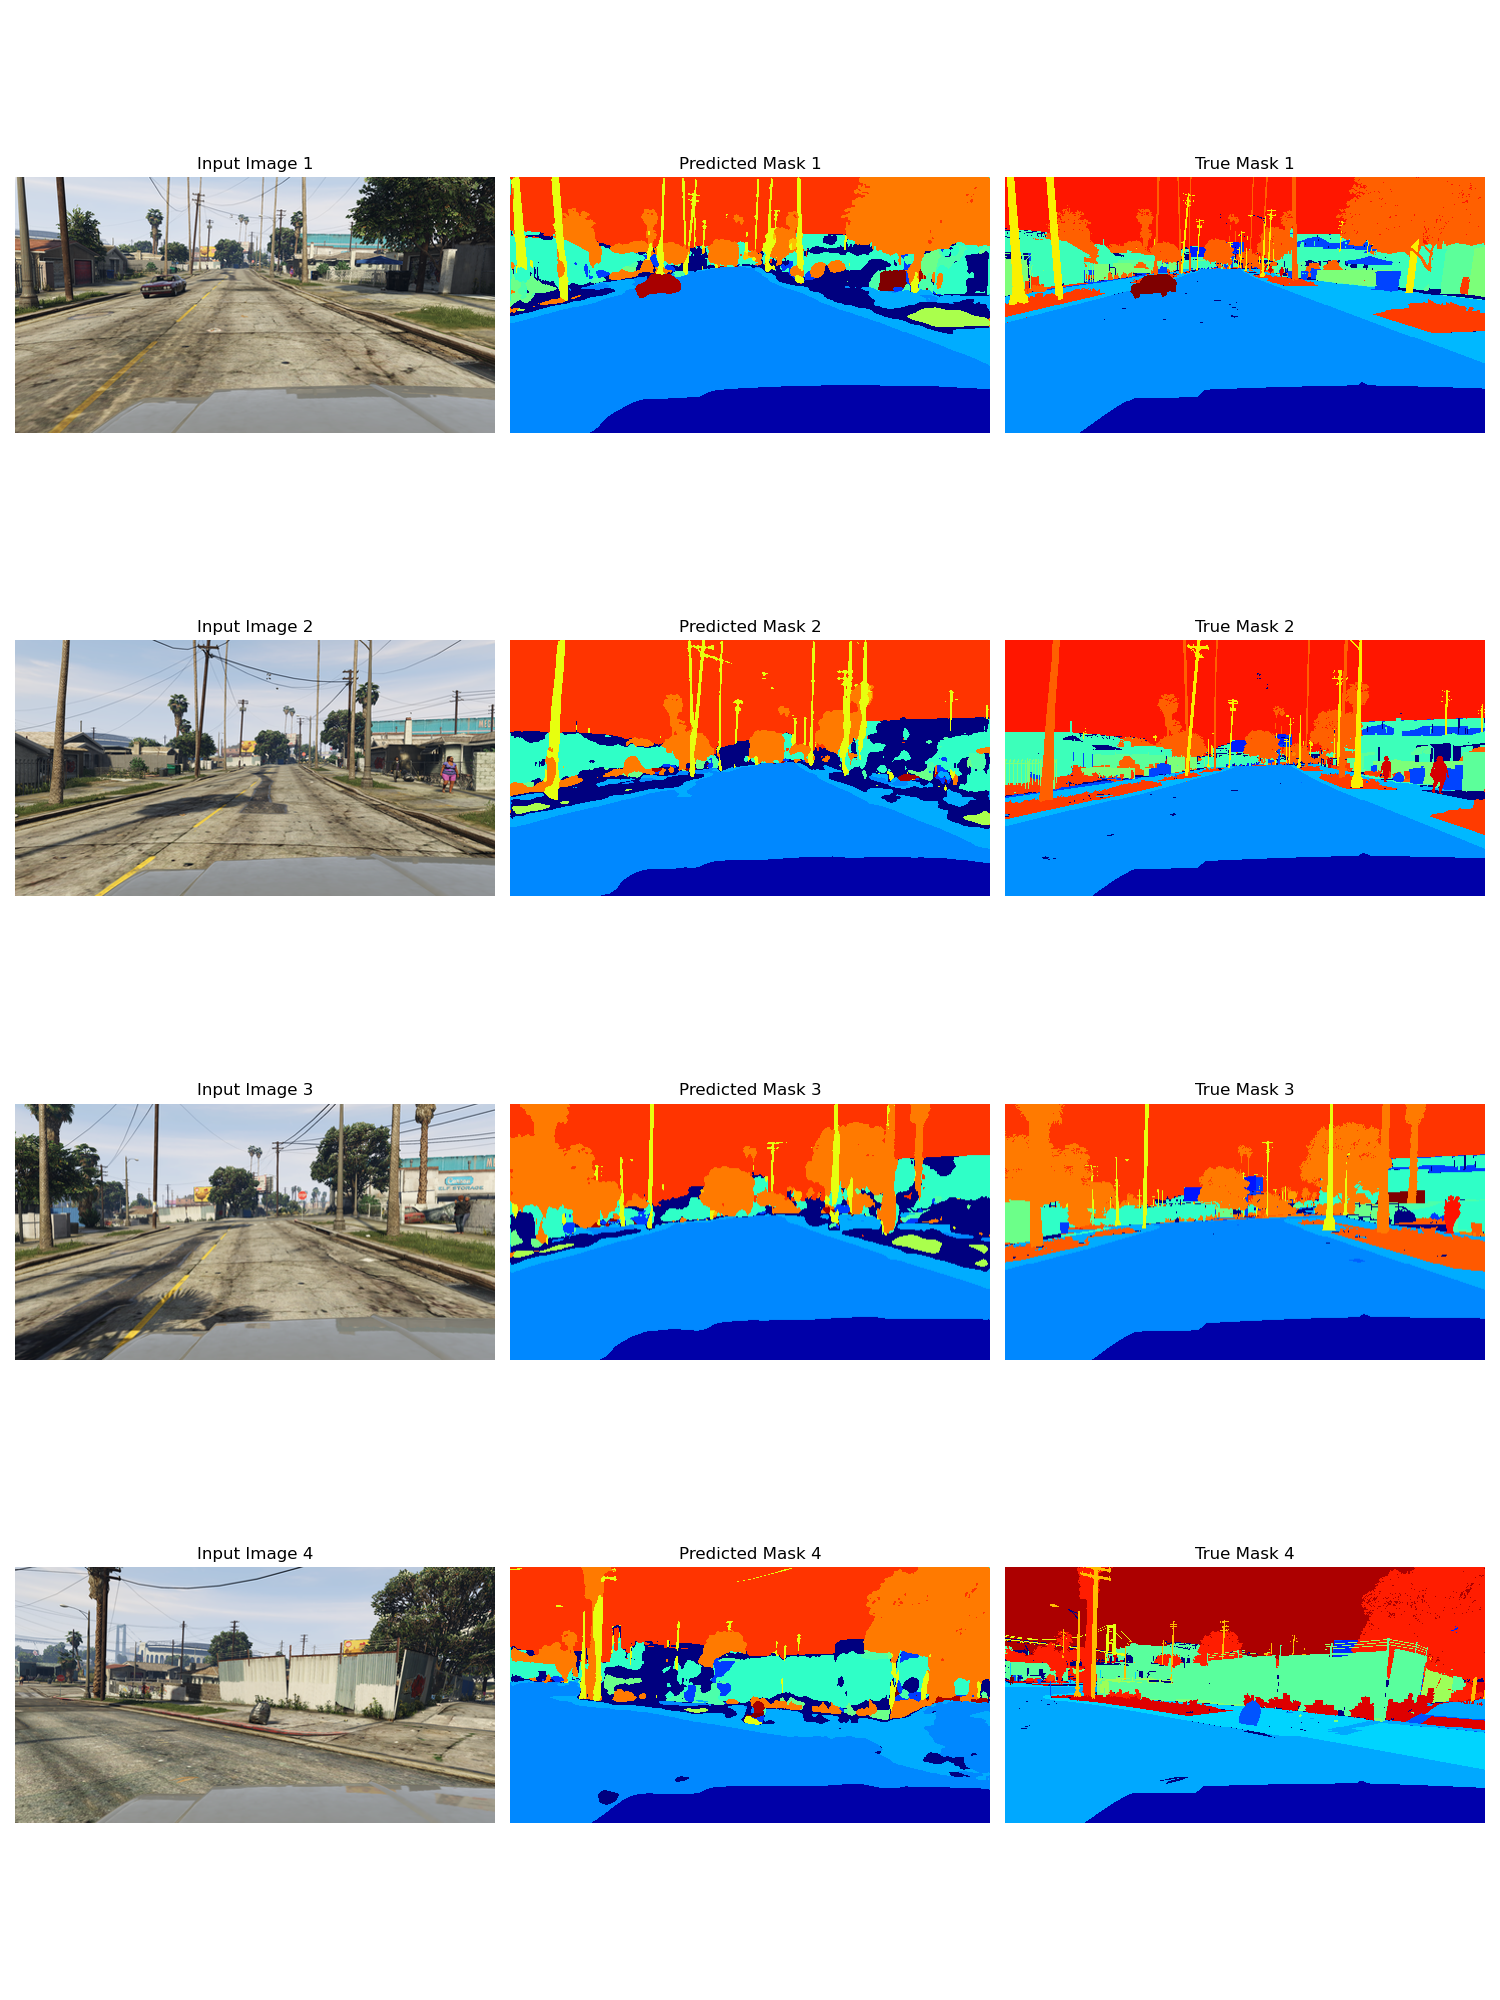 Input Image 1
Predicted Mask 1
True Mask 1
Input Image 2
Predicted Mask 2
True Mask 2
Input Image 3
Predicted Mask 3
True Mask 3
Input Image 4
Predicted Mask 4
True Mask 4